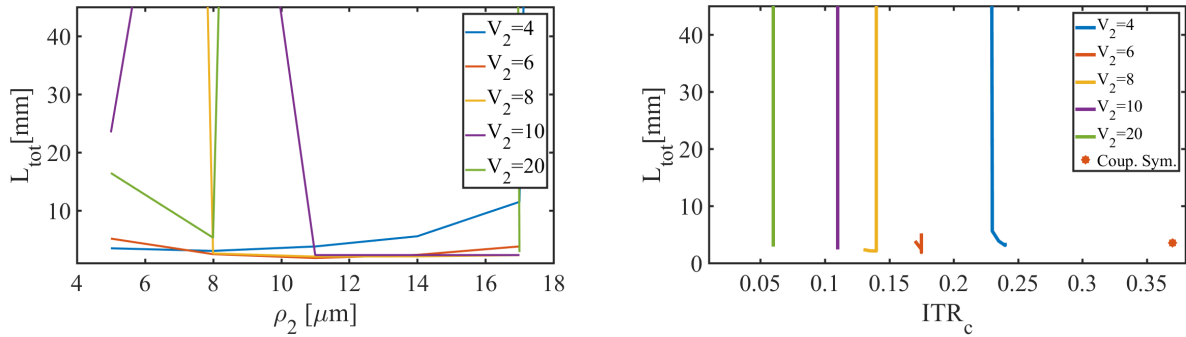 40
30
20
10
L_tot[mm]
4
6
8
10
12
14
16
18
ρ_2 [μm]
V_2=4
V_2=6
V_2=8
V_2=10
V_2=20
40
30
20
10
0
L_tot[mm]
0.05
0.1
0.15
0.2
0.25
0.3
0.35
ITR_c
V_2=4
V_2=6
V_2=8
V_2=10
V_2=20
Coup. Sym.